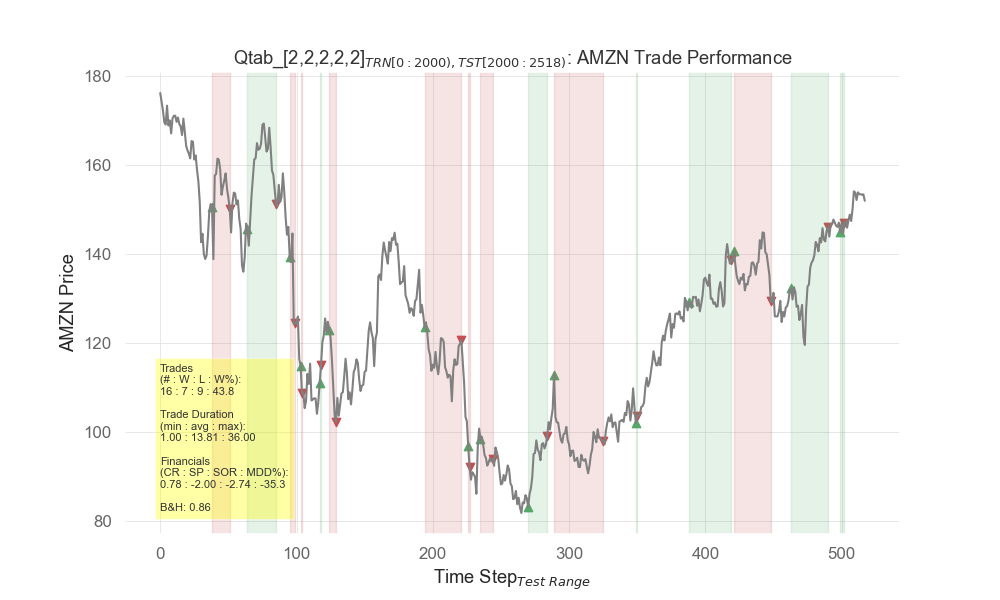 Qtab_[2,2,2,2,2]TRN[0 : 2000), TST[2000 : 2518): AMZN Trade Performance
180
160
140
120
100
80
AMZN Price
Trades
(# : W : L : W%):
16 : 7 : 9 : 43.8
Trade Duration
(min : avg : max):
1.00 : 13.81 : 36.00
Financials
(CR : SP : SOR : MDD%):
0.78 : -2.00 : -2.74 : -35.3
B&H: 0.86
0 100 200 300 400 500
Time StepTest Range